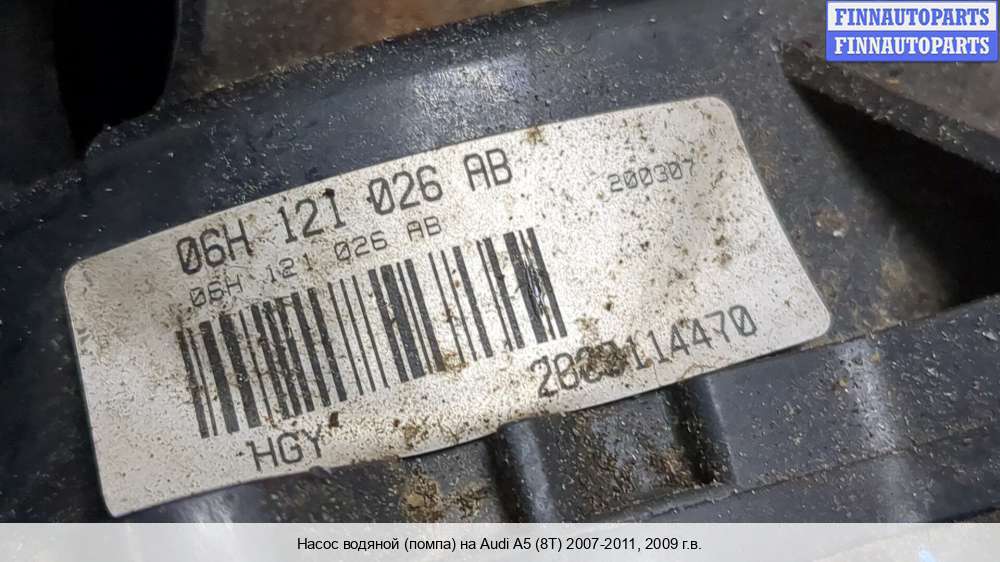 FINNAUTOPARTS
FINNAUTOPARTS
06H 121 026 AB
200307
06H 121 026 AB
HGY
Насос водяной (помпа) на Audi A5 (8T) 2007-2011, 2009 г.в.